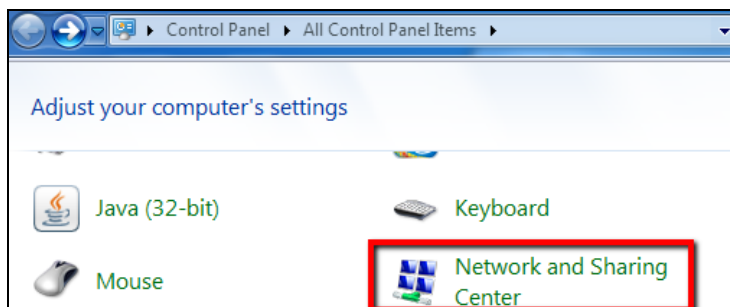 Control Panel All Control Panel Items
Adjust your computer's settings
Java (32-bit)
Keyboard
Mouse
Network and Sharing
Center